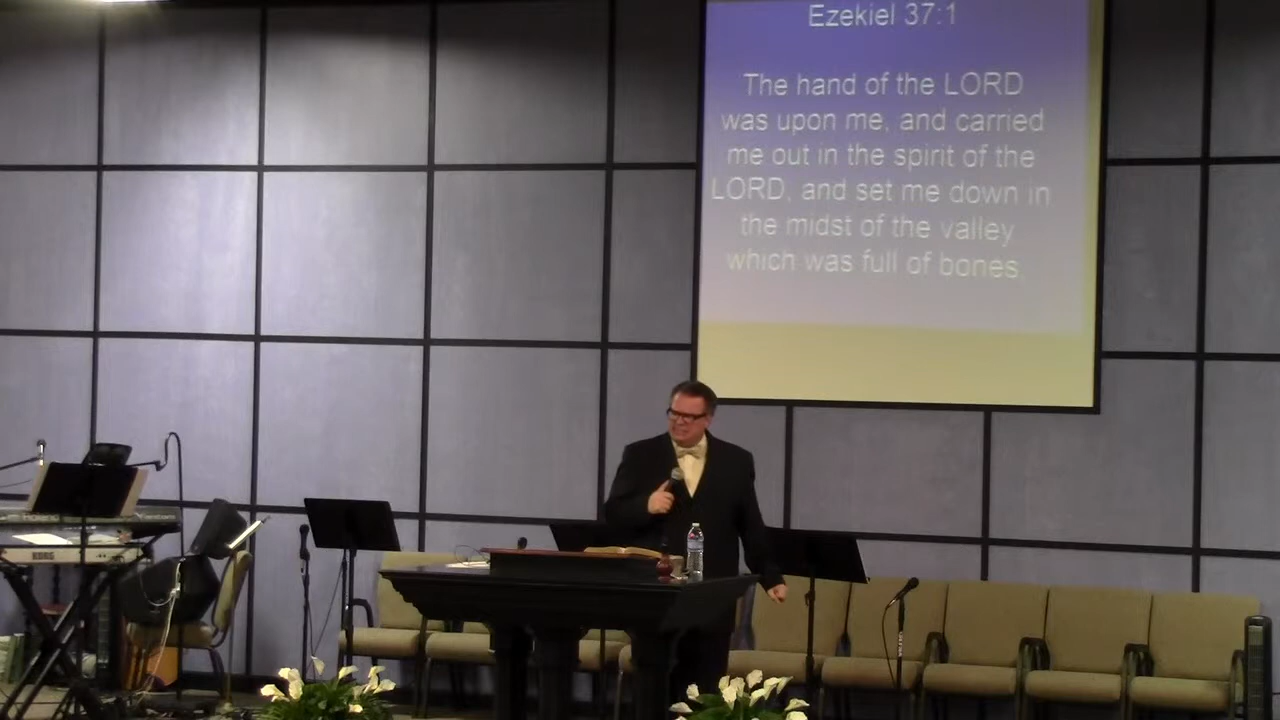 Ezekiel 37:1
The hand of the LORD
was upon me, and carried
me out in the spirit of the
LORD, and set me down in
the midst of the valley
which was full of bones.
KORG